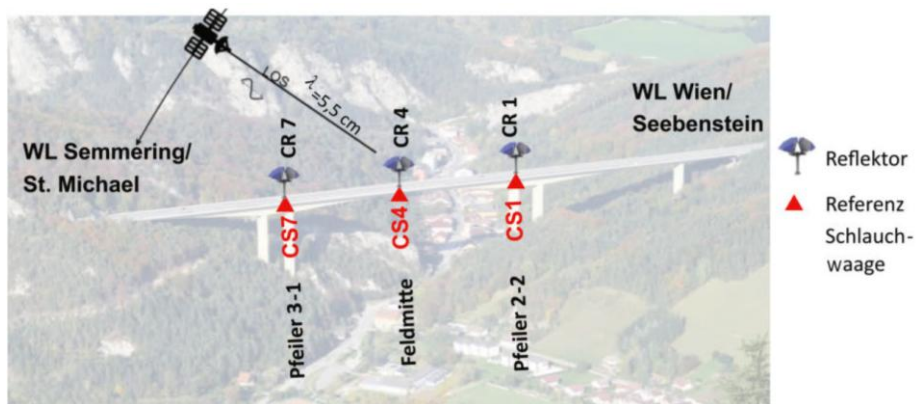 LOS
λ=5,5 cm
WL Semmering/
St. Michael
CR 7
CR 4
CR 1
WL Wien/
Seebenstein
CS7
CS4
CS1
Pfeiler 3-1
Feldmitte
Pfeiler 2-2
Reflektor
Referenz
Schlauch-
waage